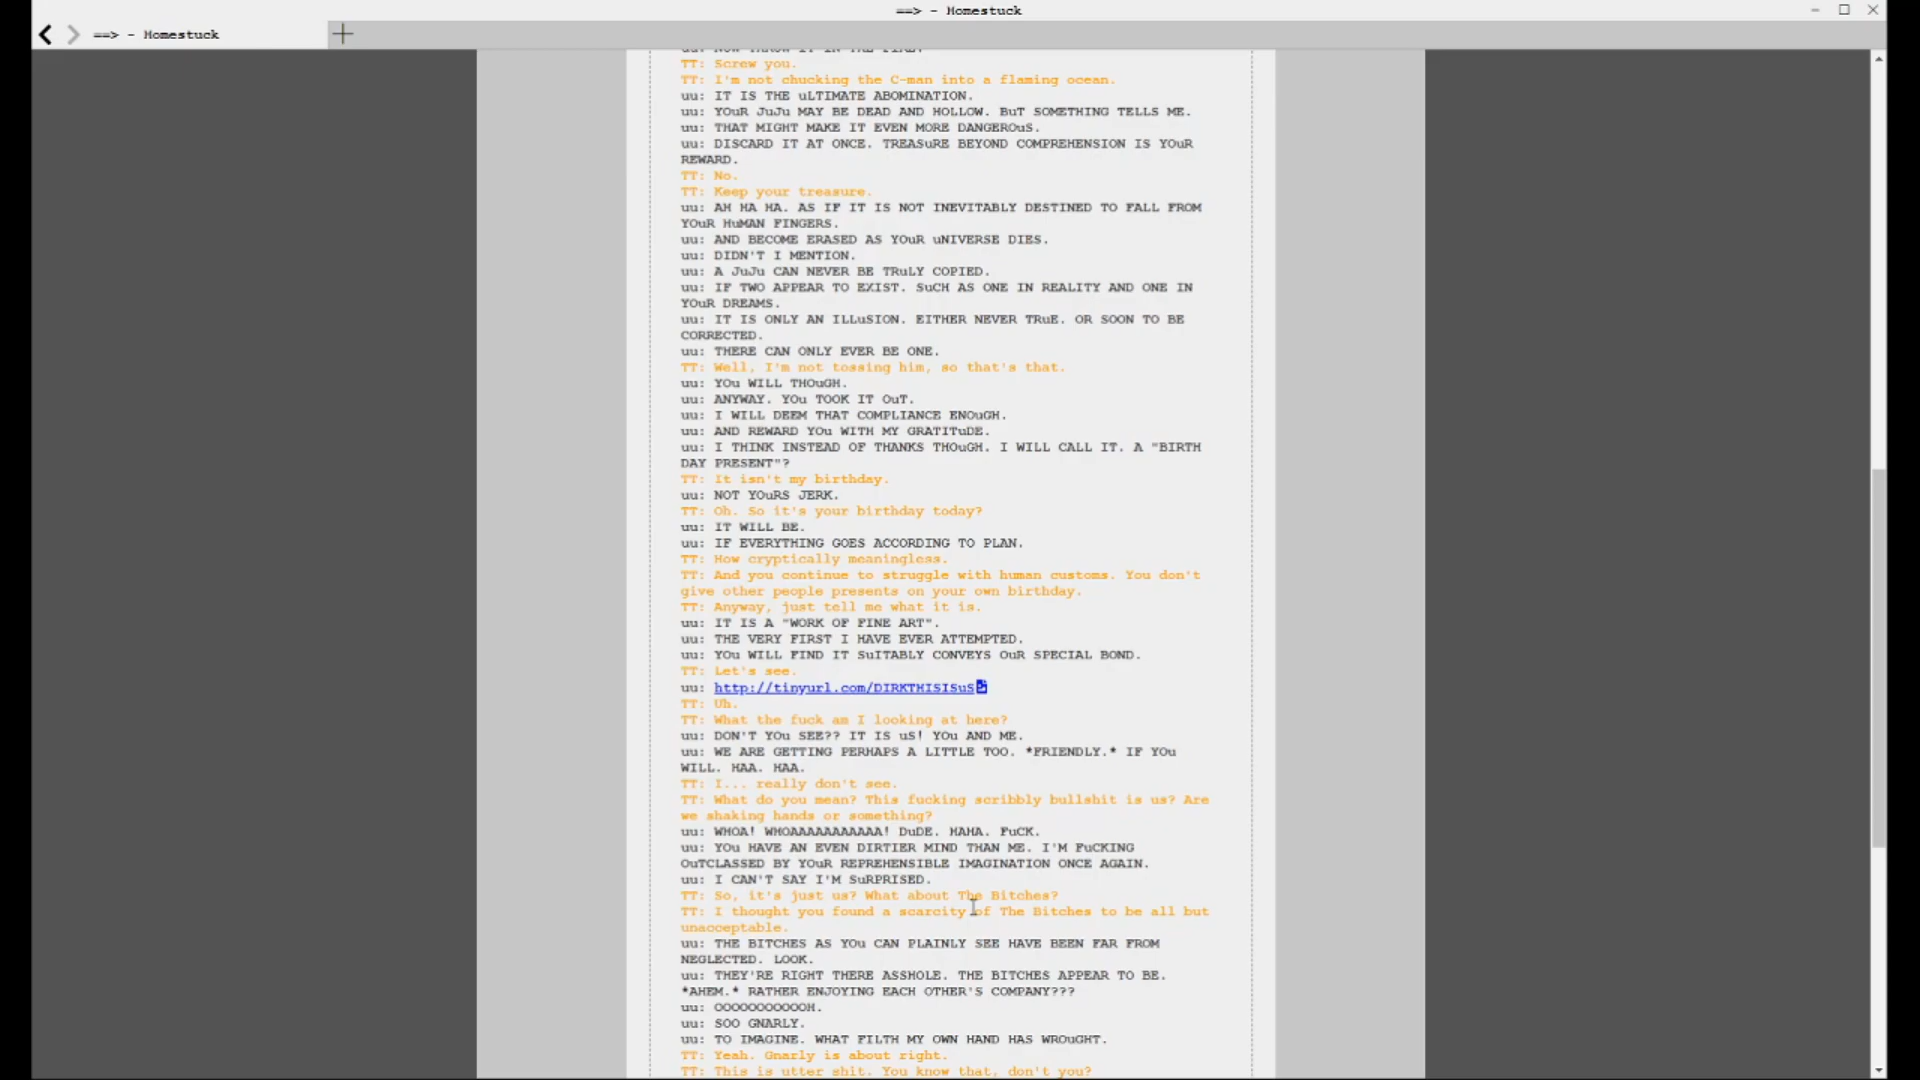 ==> - Homestuck
==> - Homestuck
TT: Screw you.
TT: I'm not chucking the C-man into a flaming ocean.
uu: IT IS THE uLTIMATE ABOMINATION.
uu: YOuR JuJu MAY BE DEAD AND HOLLOW. BuT SOMETHING TELLS ME.
uu: THAT MIGHT MAKE IT EVEN MORE DANGEROuS.
uu: DISCARD IT AT ONCE. TREASuRE BEYOND COMPREHENSION IS YOuR
REWARD.
TT: No.
TT: Keep your treasure.
uu: AH HA HA. AS IF IT IS NOT INEVITABLY DESTINED TO FALL FROM
YOuR HuMAN FINGERS.
uu: AND BECOME ERASED AS YOuR uNIVERSE DIES.
uu: DIDN'T I MENTION.
uu: A JuJu CAN NEVER BE TRuLY COPIED.
uu: IF TWO APPEAR TO EXIST. SuCH AS ONE IN REALITY AND ONE IN
YOuR DREAMS.
uu: IT IS ONLY AN ILLuSION. EITHER NEVER TRuE. OR SOON TO BE
CORRECTED.
uu: THERE CAN ONLY EVER BE ONE.
TT: Well, I'm not tossing him, so that's that.
uu: YOu WILL THOuGH.
uu: ANYWAY. YOu TOOK IT OuT.
uu: I WILL DEEM THAT COMPLIANCE ENOuGH.
uu: AND REWARD YOu WITH MY GRATITuDE.
uu: I THINK INSTEAD OF THANKS THOuGH. I WILL CALL IT. A "BIRTH
DAY PRESENT"?
TT: It isn't my birthday.
uu: NOT YOuRS JERK.
TT: Oh. So it's your birthday today?
uu: IT WILL BE.
uu: IF EVERYTHING GOES ACCORDING TO PLAN.
TT: How cryptically meaningless.
TT: And you continue to struggle with human customs. You don't
give other people presents on your own birthday.
TT: Anyway, just tell me what it is.
uu: IT IS A "WORK OF FINE ART".
uu: THE VERY FIRST I HAVE EVER ATTEMPTED.
uu: YOu WILL FIND IT SuITABLY CONVEYS OuR SPECIAL BOND.
TT: Let's see.
uu: http://tinyurl.com/DIRKTHISISuS
TT: Uh.
TT: What the fuck am I looking at here?
uu: DON'T YOu SEE?? IT IS uS! YOu AND ME.
uu: WE ARE GETTING PERHAPS A LITTLE TOO. *FRIENDLY.* IF YOu
WILL. HAA. HAA.
TT: I... really don't see.
TT: What do you mean? This fucking scribbly bullshit is us? Are
we shaking hands or something?
uu: WHOA! WHOAAAAAAAAAAA! DuDE. HAHA. FuCK.
uu: YOu HAVE AN EVEN DIRTIER MIND THAN ME. I'M FuCKING
OuTCLASSED BY YOuR REPREHENSIBLE IMAGINATION ONCE AGAIN.
uu: I CAN'T SAY I'M SuRPRISED.
TT: So, it's just us? What about The Bitches?
TT: I thought you found a scarcity of The Bitches to be all but
unacceptable.
uu: THE BITCHES AS YOu CAN PLAINLY SEE HAVE BEEN FAR FROM
NEGLECTED. LOOK.
uu: THEY'RE RIGHT THERE ASSHOLE. THE BITCHES APPEAR TO BE.
*AHEM.* RATHER ENJOYING EACH OTHER'S COMPANY???
uu: OOOOOOOOOOOH.
uu: SOO GNARLY.
uu: TO IMAGINE. WHAT FILTH MY OWN HAND HAS WROuGHT.
TT: Yeah. Gnarly is about right.
TT: This is utter shit. You know that, don't you?